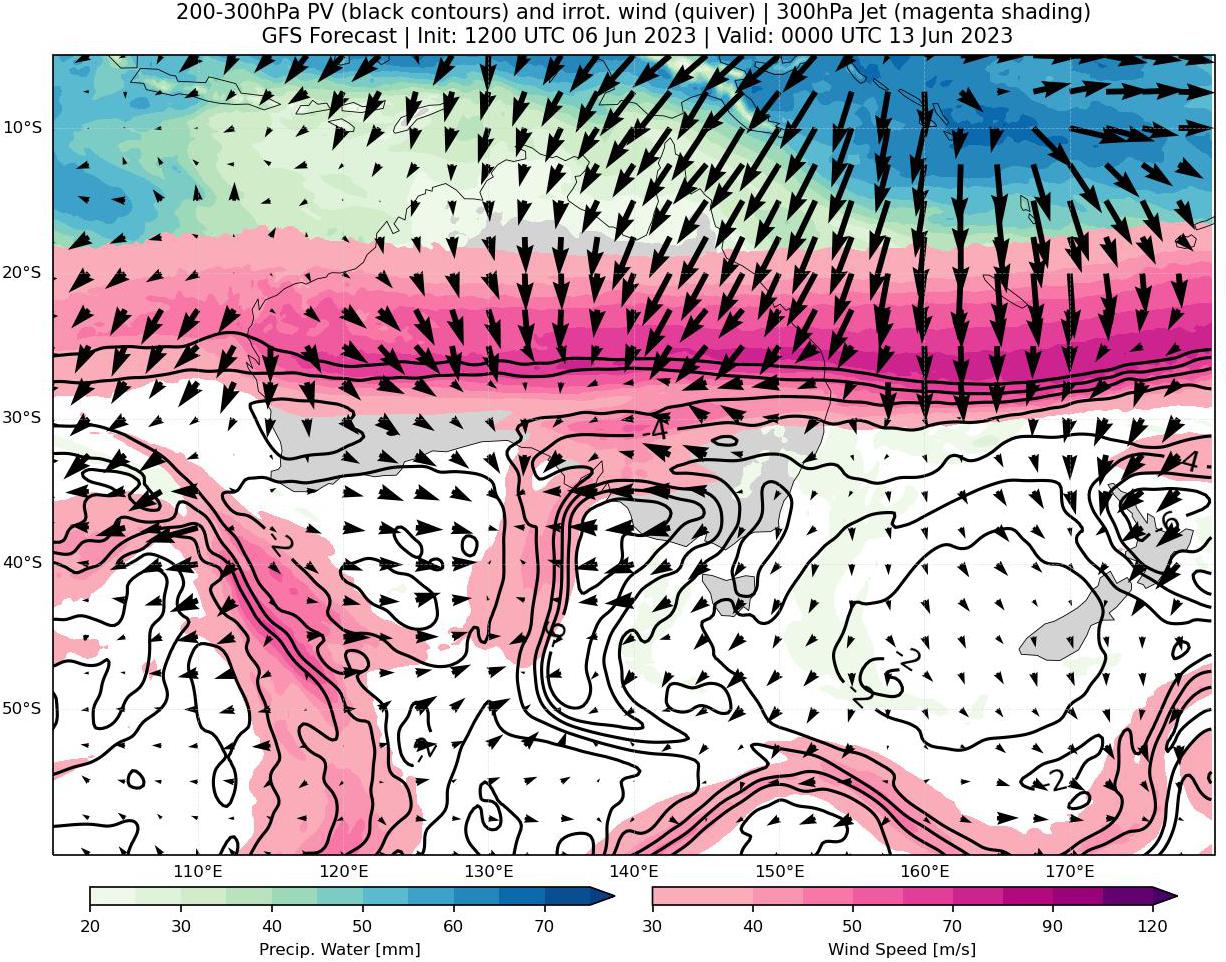 200-300hPa PV (black contours) and irrot. wind (quiver) | 300hPa Jet (magenta shading)
GFS Forecast | Init: 1200 UTC 06 Jun 2023 | Valid: 0000 UTC 13 Jun 2023
10°S
20°S
30°S
40°S
50°S
-4
-4
-2
-2
-2
-2
110°E 120°E 130°E 140°E 150°E 160°E 170°E
20 30 40 50 60 70
30 40 50 70 90 120
Precip. Water [mm]
Wind Speed [m/s]